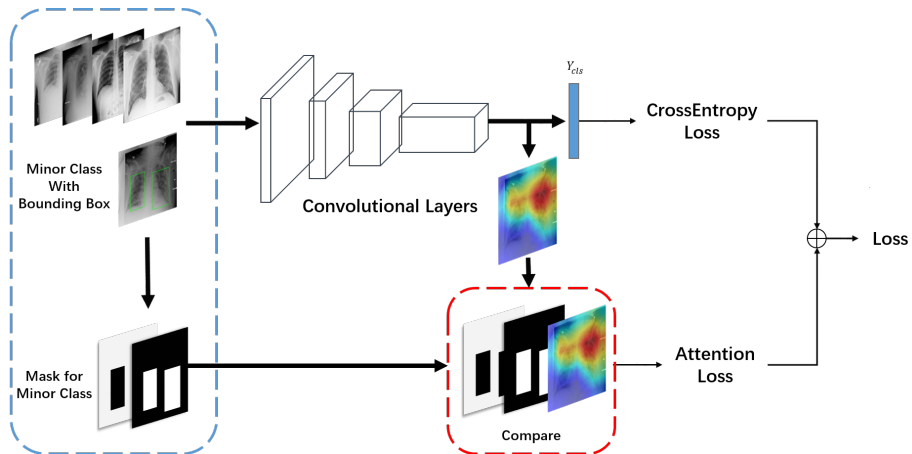 Y_cls
CrossEntropy
Loss
Minor Class
With
Bounding Box
Convolutional Layers
Loss
Mask for
Minor Class
Attention
Loss
Compare